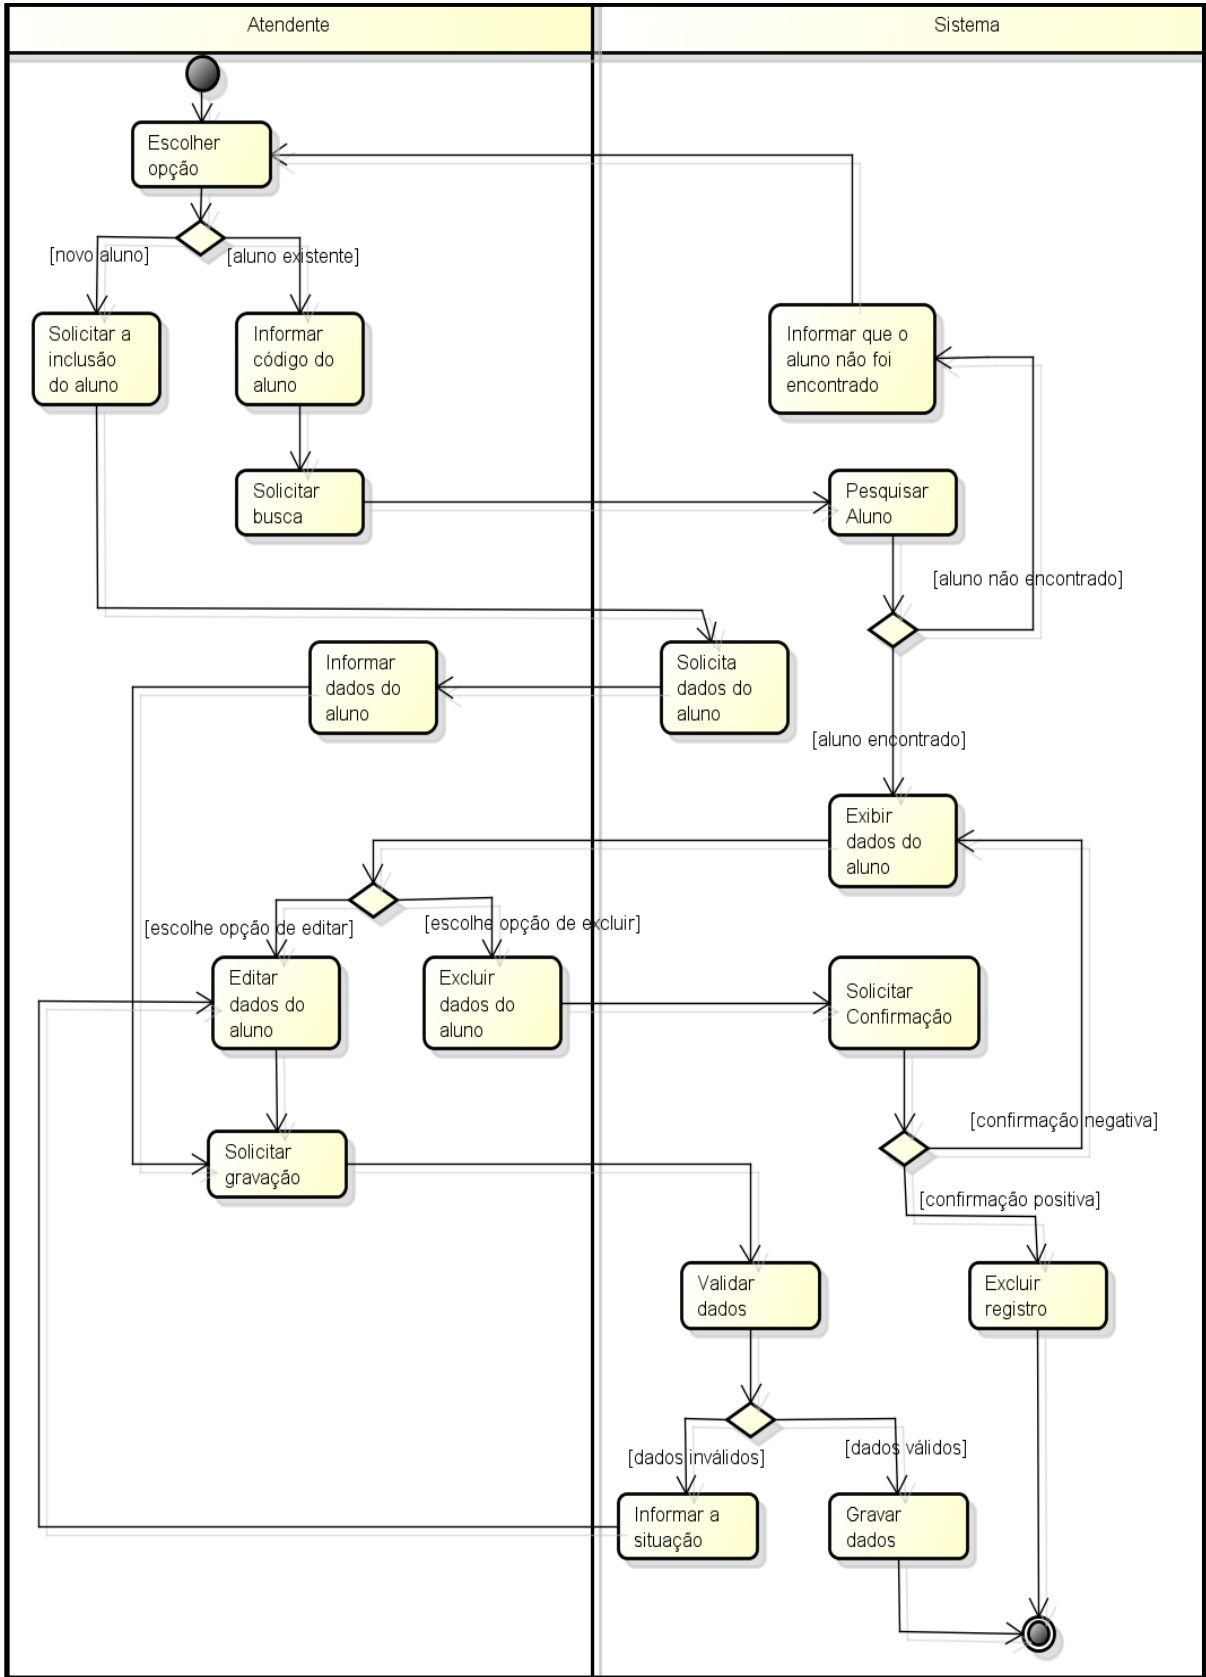 Atendente
Sistema
Escolher
opção
[novo aluno]
[aluno existente]
Solicitar a
inclusão
do aluno
Informar
código do
aluno
Informar que o
aluno não foi
encontrado
Solicitar
busca
Pesquisar
Aluno
[aluno não encontrado]
Informar
dados do
aluno
Solicita
dados do
aluno
[aluno encontrado]
Exibir
dados do
aluno
[escolhe opção de editar]
[escolhe opção de excluir]
Editar
dados do
aluno
Excluir
dados do
aluno
Solicitar
Confirmação
[confirmação negativa]
Solicitar
gravação
[confirmação positiva]
Validar
dados
Excluir
registro
[dados inválidos]
[dados válidos]
Informar a
situação
Gravar
dados